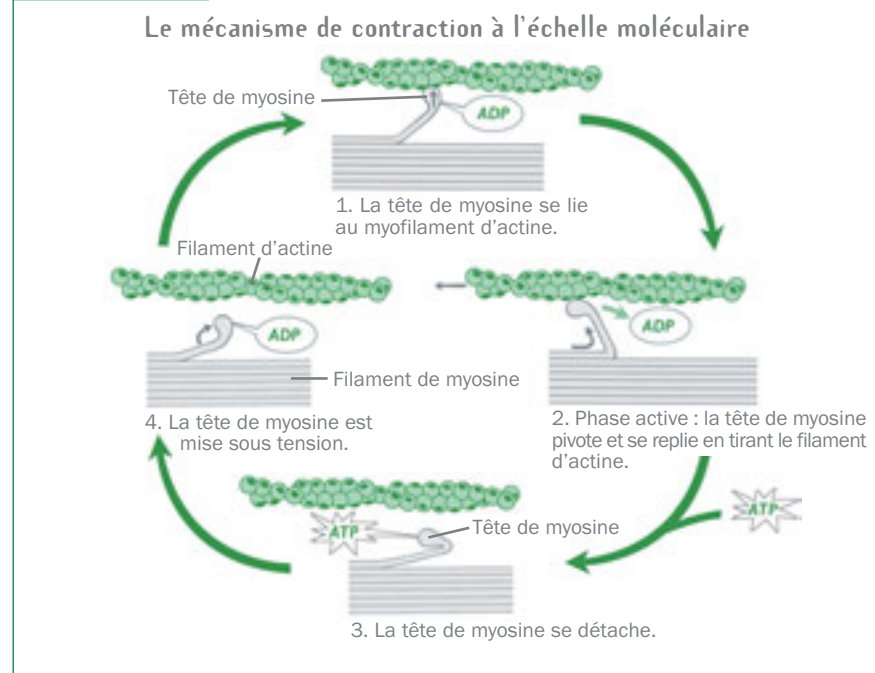 Le mécanisme de contraction à l'échelle moléculaire
Tête de myosine
ADP
1. La tête de myosine se lie
au myofilament d'actine.
Filament d'actine
ADP
ADP
Filament de myosine
4. La tête de myosine est
mise sous tension.
2. Phase active : la tête de myosine
pivote et se replie en tirant le filament
d'actine.
ATP
ATP
Tête de myosine
3. La tête de myosine se détache.